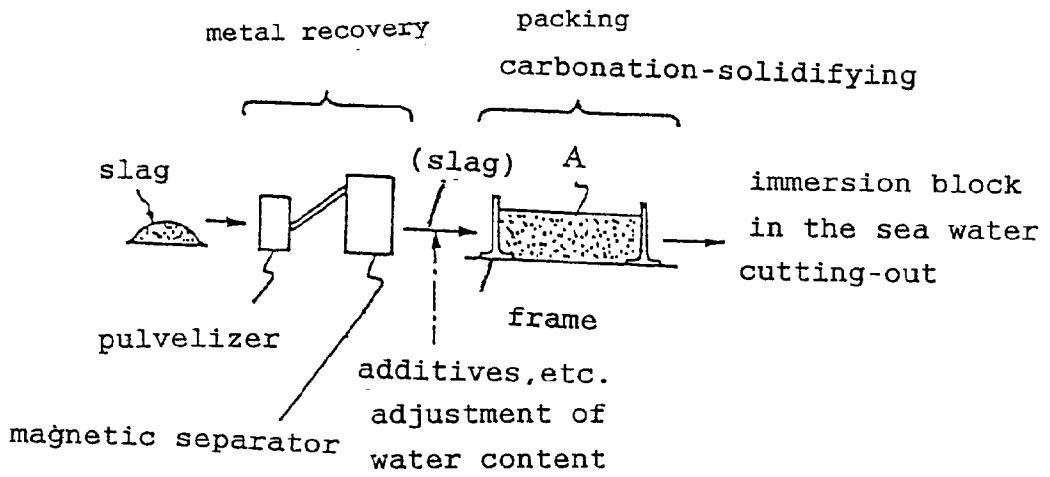 metal recovery
packing
carbonation-solidifying
slag
(slag)
A
immersion block
in the sea water
cutting-out
frame
pulvelizer
additives,etc.
adjustment of
water content
magnetic separator